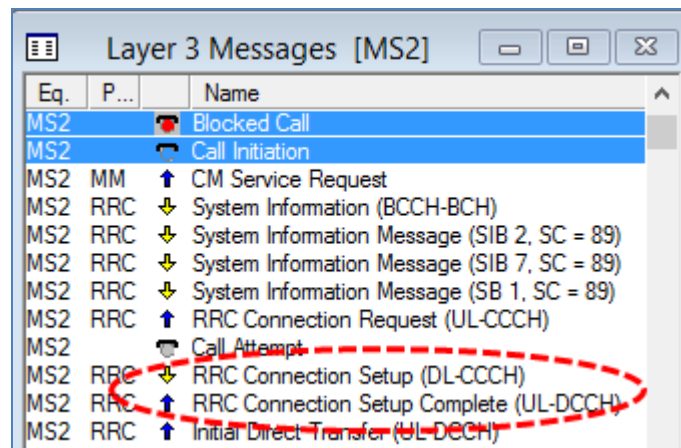 Layer 3 Messages [MS2]
Eq. P... Name
MS2 Blocked Call
MS2 Call Initiation
MS2 MM CM Service Request
MS2 RRC System Information (BCCH-BCH)
MS2 RRC System Information Message (SIB 2, SC = 89)
MS2 RRC System Information Message (SIB 7, SC = 89)
MS2 RRC System Information Message (SB 1, SC = 89)
MS2 RRC RRC Connection Request (UL-CCCH)
MS2 Call Attempt
MS2 RRC RRC Connection Setup (DL-CCCH)
MS2 RRC RRC Connection Setup Complete (UL-DCCH)
MS2 RRC Initial Direct Transfer (UL-DCCH)